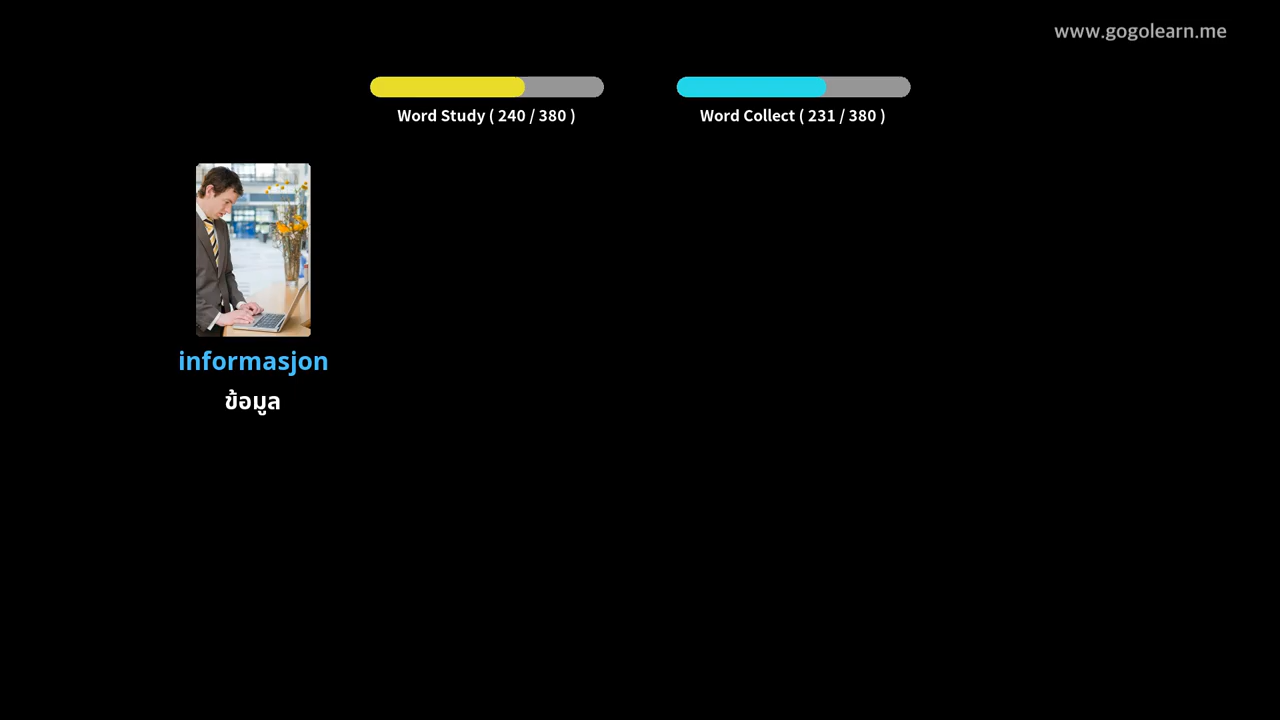 www.gogolearn.me
Word Study ( 240 / 380 )
Word Collect ( 231 / 380 )
informasjon
ข้อมูล